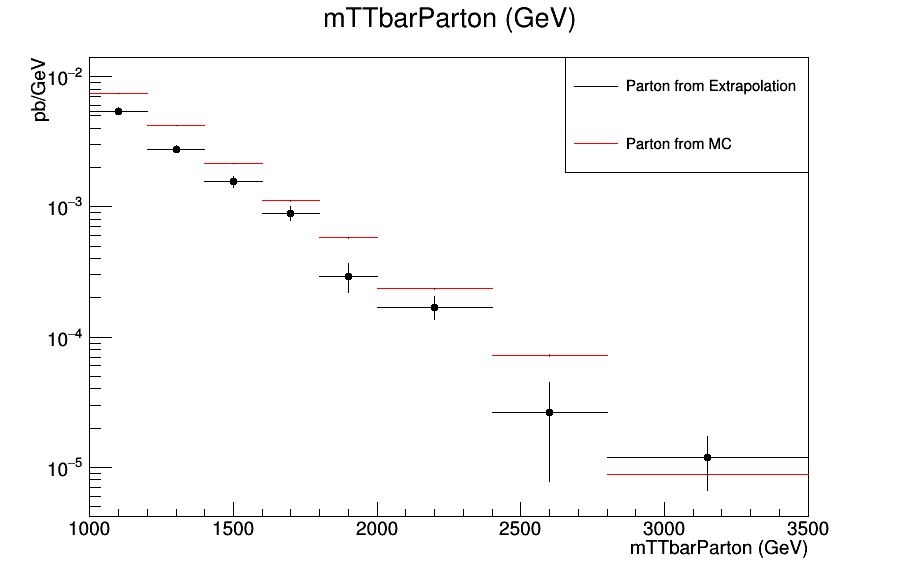 mTTbarParton (GeV)
pb/GeV
10−2
10−3
10−4
10−5
Parton from Extrapolation
Parton from MC
1000 1500 2000 2500 3000 3500
mTTbarParton (GeV)